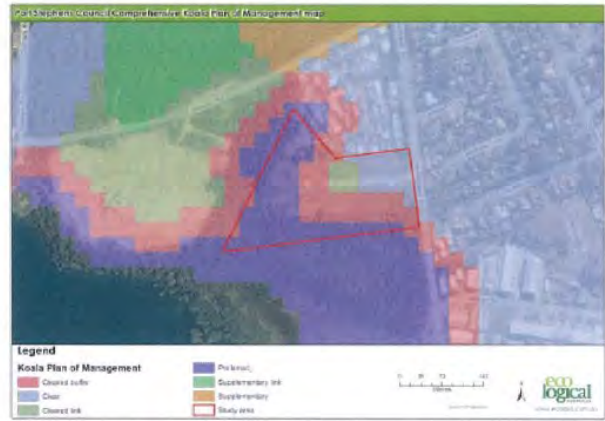 Port Stephens Council Comprehensive Koala Plan of Management map
Legend
Koala Plan of Management
Cleared buffer
Clear
Cleared link
Preferred
Supplementary link
Supplementary
Study area
Metres
eco
logical